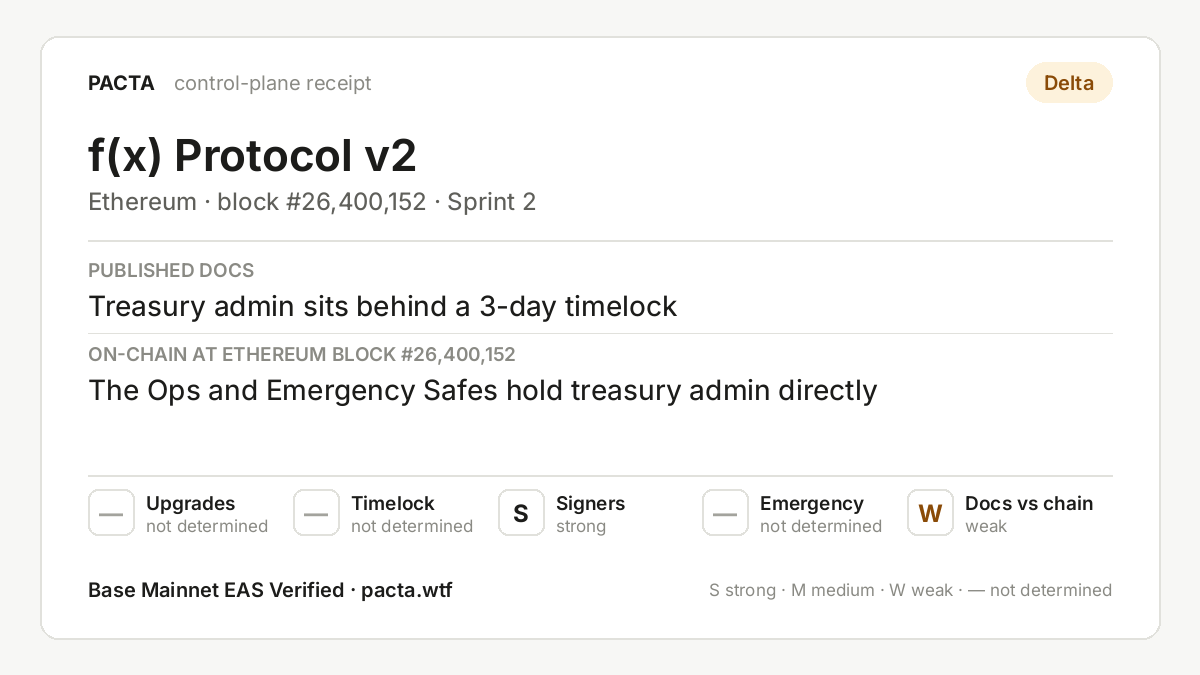 PACTA control-plane receipt Delta
f(x) Protocol v2
Ethereum · block #26,400,152 · Sprint 2
PUBLISHED DOCS
Treasury admin sits behind a 3-day timelock
ON-CHAIN AT ETHEREUM BLOCK #26,400,152
The Ops and Emergency Safes hold treasury admin directly
— Upgrades not determined
— Timelock not determined
S Signers strong
— Emergency not determined
W Docs vs chain weak
Base Mainnet EAS Verified · pacta.wtf
S strong · M medium · W weak · — not determined